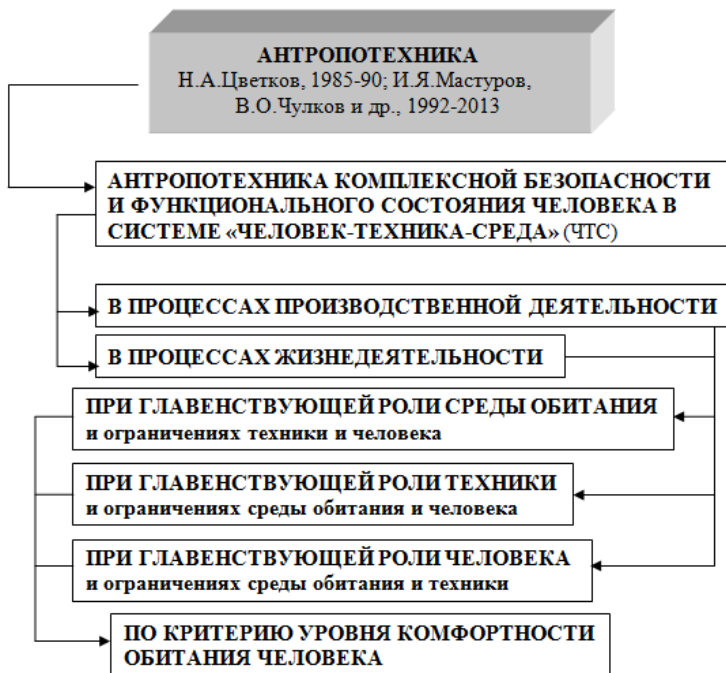 АНТРОПОТЕХНИКА
Н.А.Цветков, 1985-90; И.Я.Мастуров,
В.О.Чулков и др., 1992-2013
АНТРОПОТЕХНИКА КОМПЛЕКСНОЙ БЕЗОПАСНОСТИ
И ФУНКЦИОНАЛЬНОГО СОСТОЯНИЯ ЧЕЛОВЕКА В
СИСТЕМЕ «ЧЕЛОВЕК-ТЕХНИКА-СРЕДА» (ЧТС)
В ПРОЦЕССАХ ПРОИЗВОДСТВЕННОЙ ДЕЯТЕЛЬНОСТИ
В ПРОЦЕССАХ ЖИЗНЕДЕЯТЕЛЬНОСТИ
ПРИ ГЛАВЕНСТВУЮЩЕЙ РОЛИ СРЕДЫ ОБИТАНИЯ
и ограничениях техники и человека
ПРИ ГЛАВЕНСТВУЮЩЕЙ РОЛИ ТЕХНИКИ
и ограничениях среды обитания и человека
ПРИ ГЛАВЕНСТВУЮЩЕЙ РОЛИ ЧЕЛОВЕКА
и ограничениях среды обитания и техники
ПО КРИТЕРИЮ УРОВНЯ КОМФОРТНОСТИ
ОБИТАНИЯ ЧЕЛОВЕКА